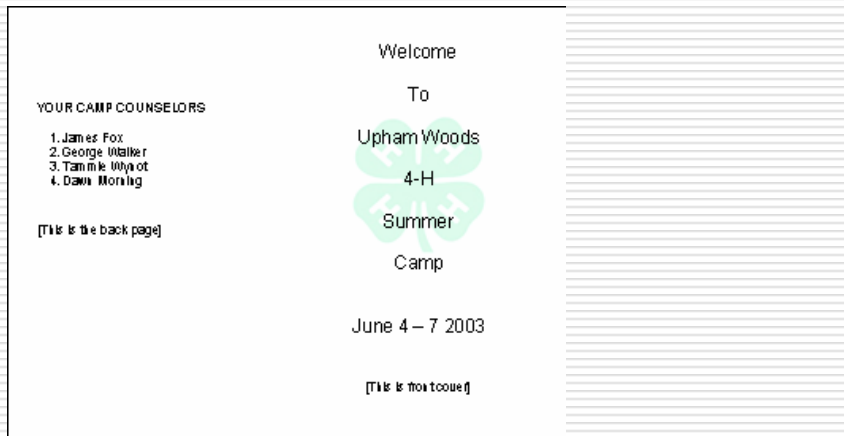 YOUR CAMP COUNSELORS
1. James Fox
2. George Walker
3. Tammie Wynot
4. Dawn Morning
[This is the back page]
Welcome
To
Upham Woods
4-H
Summer
Camp
June 4 – 7 2003
[This is front cover]
H H
H H